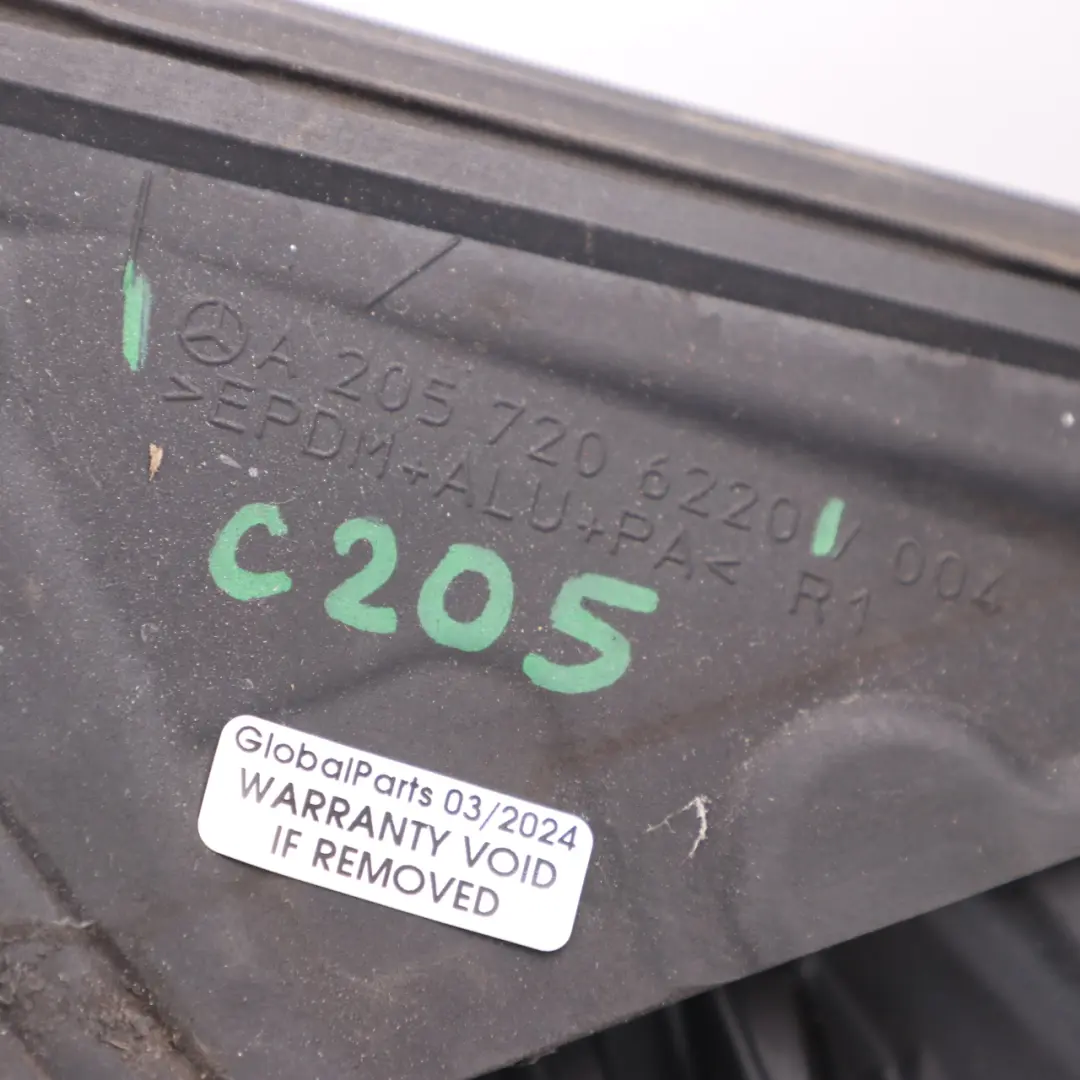 A 205 720 6220 / 004
>EPDM+ALU+PA< R1
C205
GlobalParts 03/2024
WARRANTY VOID
IF REMOVED